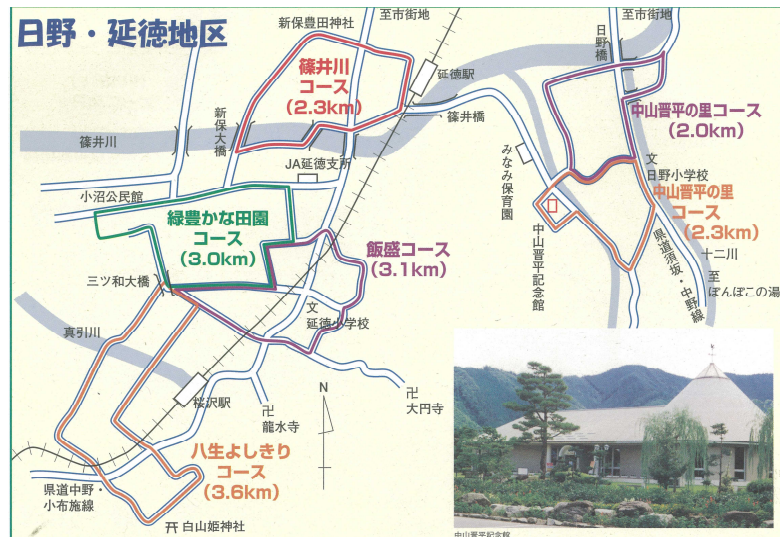 日野・延徳地区
新保豊田神社
至市街地
至市街地
日野橋
篠井川
コース
(2.3km)
延徳駅
新保大橋
篠井川
篠井橋
中山晋平の里コース
(2.0km)
みなみ保育園
文
日野小学校
JA延徳支所
小沼公民館
中山晋平の里
コース
(2.3km)
緑豊かな田園
コース
(3.0km)
飯盛コース
(3.1km)
中山晋平記念館
県道須坂・中野線
十二川
至
ぽんぽこの湯
三ツ和大橋
文
延徳小学校
真引川
桜沢駅
卍
龍水寺
卍
大円寺
N
八生よしきり
コース
(3.6km)
県道中野・
小布施線
白山姫神社
中山晋平記念館